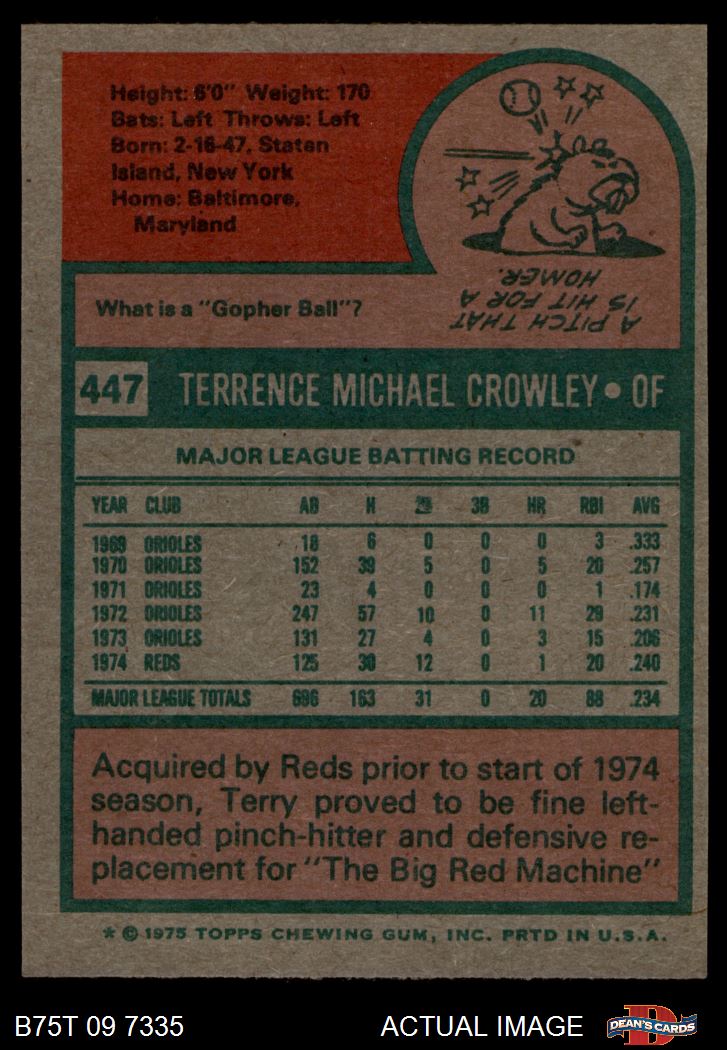 Height: 6'0" Weight: 170
Bats: Left Throws: Left
Born: 2-16-47, Staten
Island, New York
Home: Baltimore,
Maryland
What is a "Gopher Ball"?
A PITCH THAT
IS HIT FOR A
HOMER.
447 TERRENCE MICHAEL CROWLEY • OF
MAJOR LEAGUE BATTING RECORD
YEAR CLUB AB H 2B 3B HR RBI AVG
1969 ORIOLES 18 6 0 0 0 3 .333
1970 ORIOLES 152 39 5 0 5 20 .257
1971 ORIOLES 23 4 0 0 0 1 .174
1972 ORIOLES 247 57 10 0 11 29 .231
1973 ORIOLES 131 27 4 0 3 15 .206
1974 REDS 125 30 12 0 1 20 .240
MAJOR LEAGUE TOTALS 696 163 31 0 20 88 .234
Acquired by Reds prior to start of 1974
season, Terry proved to be fine left-
handed pinch-hitter and defensive re-
placement for "The Big Red Machine"
* © 1975 TOPPS CHEWING GUM, INC. PRTD IN U.S.A.
B75T 09 7335 ACTUAL IMAGE D DEAN'S CARDS